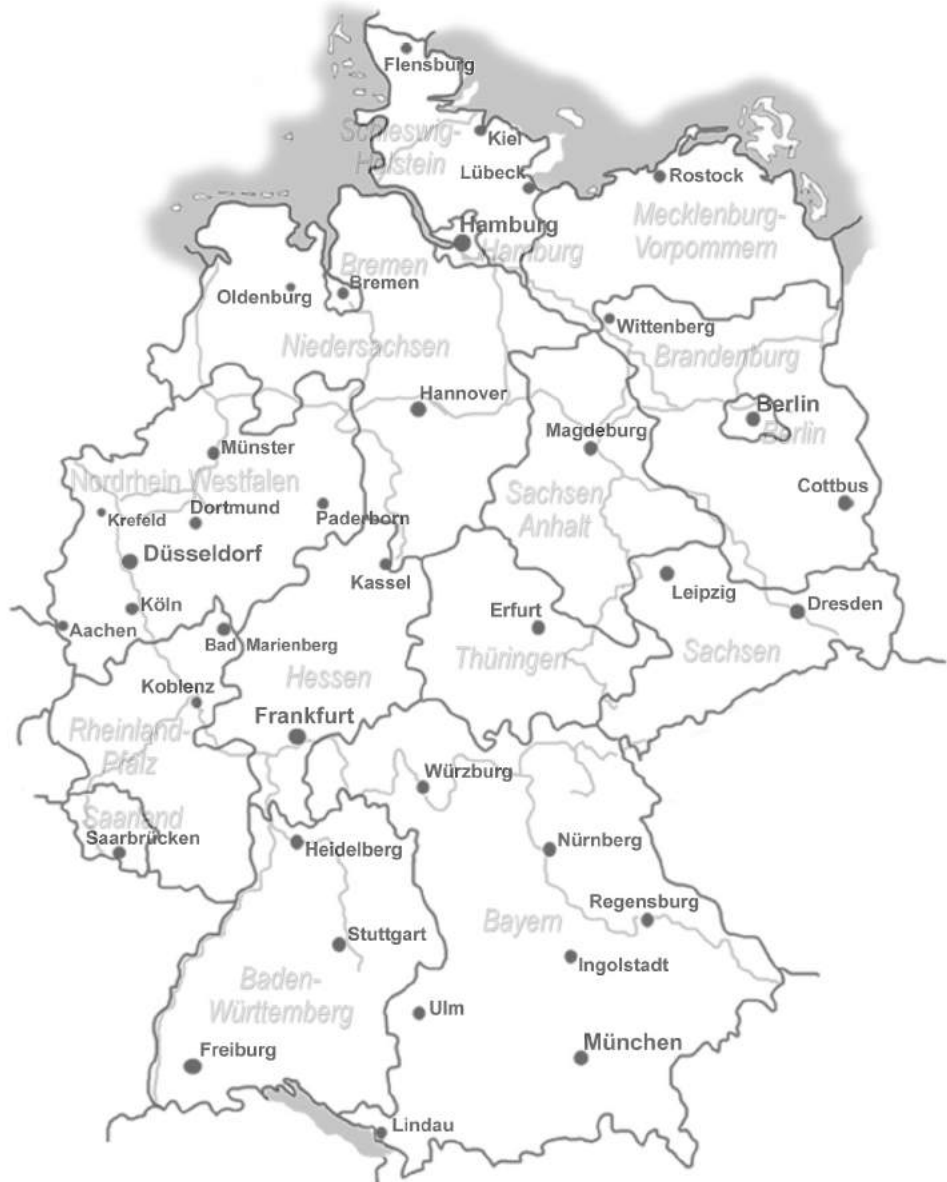 Flensburg
Schleswig-
Holstein
Kiel
Lübeck
Rostock
Mecklenburg-
Vorpommern
Hamburg
Hamburg
Bremen
Bremen
Oldenburg
Niedersachsen
Wittenberg
Brandenburg
Hannover
Berlin
Berlin
Magdeburg
Münster
Nordrhein Westfalen
Sachsen
Anhalt
Cottbus
Krefeld
Dortmund
Paderborn
Düsseldorf
Kassel
Leipzig
Köln
Erfurt
Dresden
Aachen
Bad Marienberg
Thüringen
Sachsen
Hessen
Koblenz
Frankfurt
Rheinland-
Pfalz
Würzburg
Saarland
Saarbrücken
Heidelberg
Nürnberg
Regensburg
Bayern
Stuttgart
Ingolstadt
Baden-
Württemberg
Ulm
Freiburg
München
Lindau